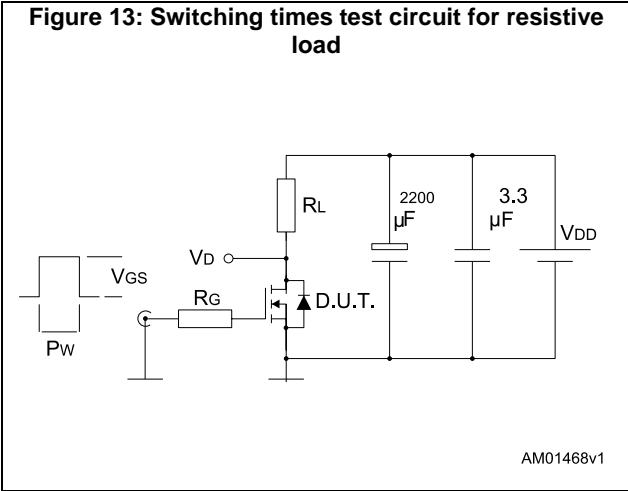 Figure 13: Switching times test circuit for resistive
load
2200
μF
3.3
μF
RL
VDD
VD
VGS
RG
D.U.T.
PW
AM01468v1